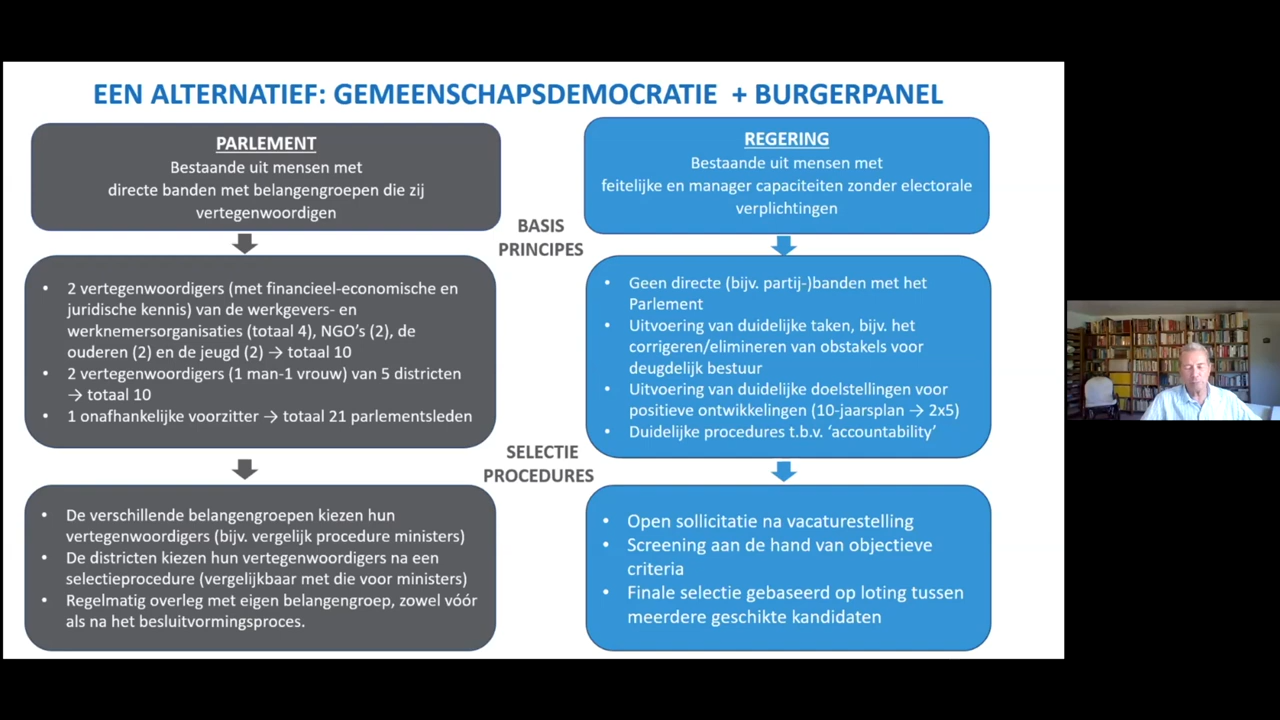 EEN ALTERNATIEF: GEMEENSCHAPSDEMOCRATIE + BURGERPANEL
PARLEMENT
Bestaande uit mensen met
directe banden met belangengroepen die zij
vertegenwoordigen
REGERING
Bestaande uit mensen met
feitelijke en manager capaciteiten zonder electorale
verplichtingen
BASIS
PRINCIPES
• 2 vertegenwoordigers (met financieel-economische en
juridische kennis) van de werkgevers- en
werknemersorganisaties (totaal 4), NGO's (2), de
ouderen (2) en de jeugd (2) → totaal 10
• 2 vertegenwoordigers (1 man-1 vrouw) van 5 districten
→ totaal 10
• 1 onafhankelijke voorzitter → totaal 21 parlementsleden
• Geen directe (bijv. partij-)banden met het
Parlement
• Uitvoering van duidelijke taken, bijv. het
corrigeren/elimineren van obstakels voor
deugdelijk bestuur
• Uitvoering van duidelijke doelstellingen voor
positieve ontwikkelingen (10-jaarsplan → 2x5)
• Duidelijke procedures t.b.v. 'accountability'
SELECTIE
PROCEDURES
• De verschillende belangengroepen kiezen hun
vertegenwoordigers (bijv. vergelijk procedure ministers)
• De districten kiezen hun vertegenwoordigers na een
selectieprocedure (vergelijkbaar met die voor ministers)
• Regelmatig overleg met eigen belangengroep, zowel vóór
als na het besluitvormingsproces.
• Open sollicitatie na vacaturestelling
• Screening aan de hand van objectieve
criteria
• Finale selectie gebaseerd op loting tussen
meerdere geschikte kandidaten